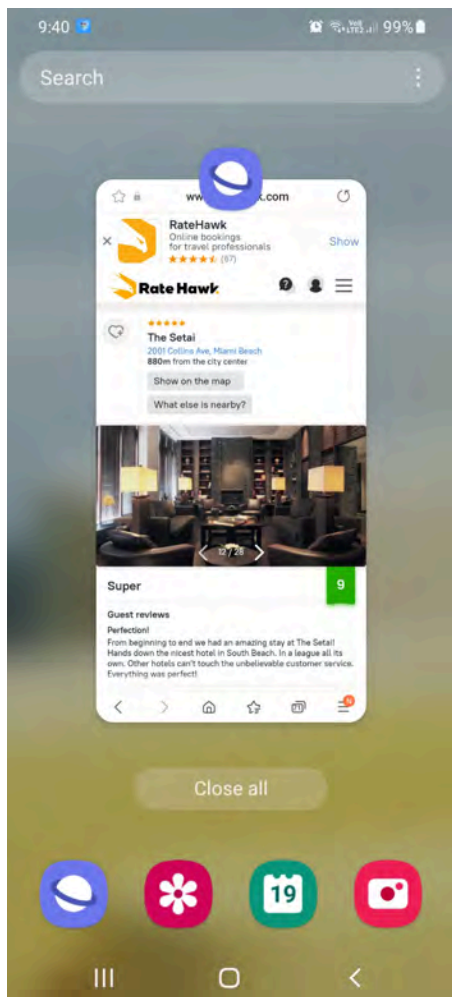 9:40
99%
Search
RateHawk
Online bookings
for travel professionals
(87)
Show
Rate Hawk
The Setai
2001 Collins Ave, Miami Beach
880m from the city center
Show on the map
What else is nearby?
12 / 28
Super
9
Guest reviews
Perfection!
From beginning to end we had an amazing stay at The Setai!
Hands down the nicest hotel in South Beach. In a league all its
own. Other hotels can't touch the unbelievable customer service.
Everything was perfect!
Close all
19